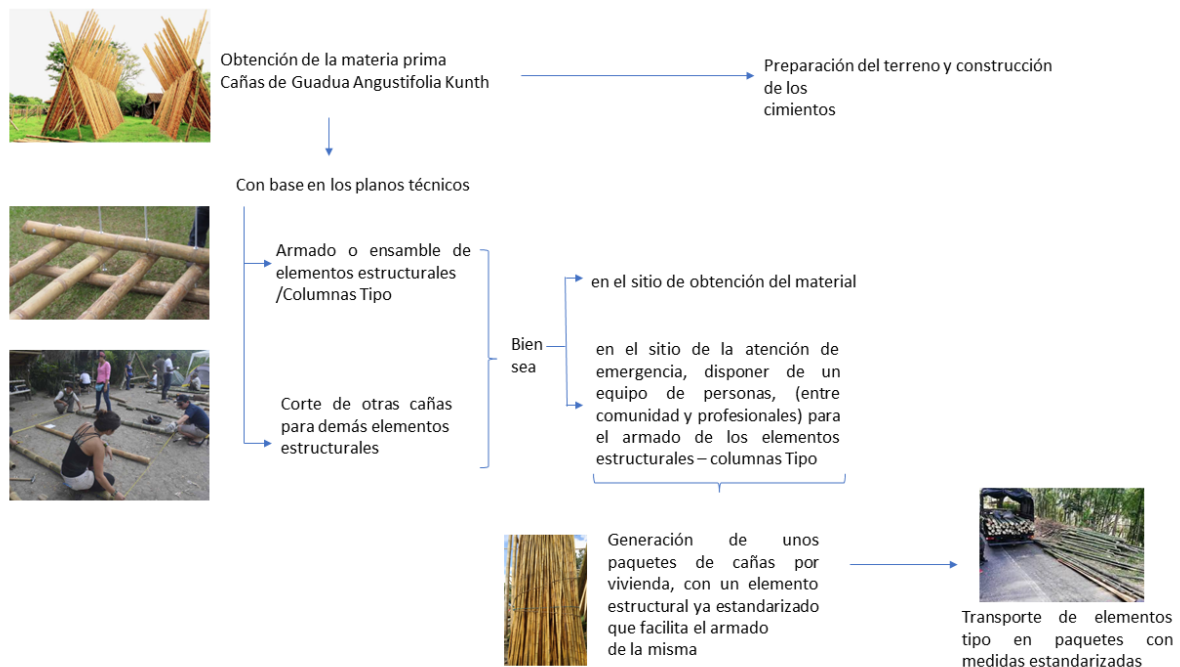 Obtención de la materia prima
Cañas de Guadua Angustifolia Kunth
Preparación del terreno y construcción
de los
cimientos
Con base en los planos técnicos
Armado o ensamble de
elementos estructurales
/Columnas Tipo
Corte de otras cañas
para demás elementos
estructurales
Bien
sea
en el sitio de obtención del material
en el sitio de la atención de
emergencia, disponer de un
equipo de personas, (entre
comunidad y profesionales) para
el armado de los elementos
estructurales – columnas Tipo
Generación de unos
paquetes de cañas por
vivienda, con un elemento
estructural ya estandarizado
que facilita el armado
de la misma
Transporte de elementos
tipo en paquetes con
medidas estandarizadas